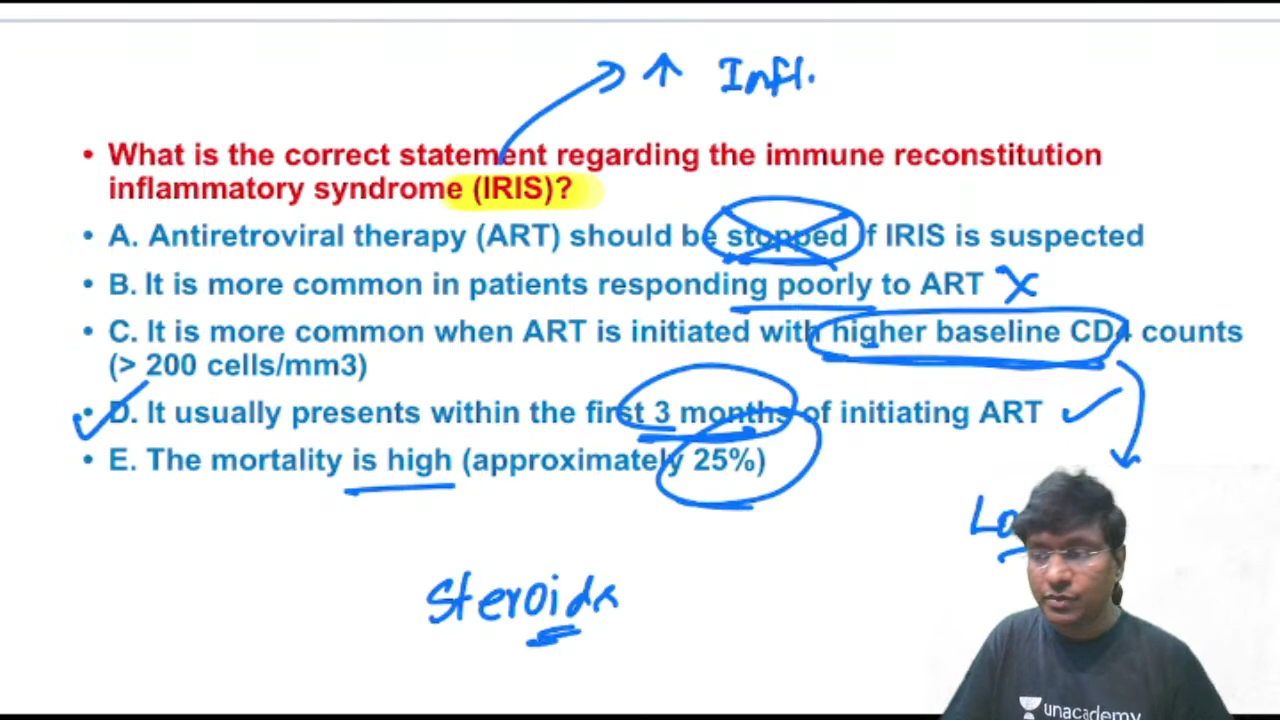 ↑ Infl.
• What is the correct statement regarding the immune reconstitution
inflammatory syndrome (IRIS)?
• A. Antiretroviral therapy (ART) should be stopped if IRIS is suspected
• B. It is more common in patients responding poorly to ART
• C. It is more common when ART is initiated with higher baseline CD4 counts
(> 200 cells/mm3)
• D. It usually presents within the first 3 months of initiating ART
• E. The mortality is high (approximately 25%)
Steroids
unacademy